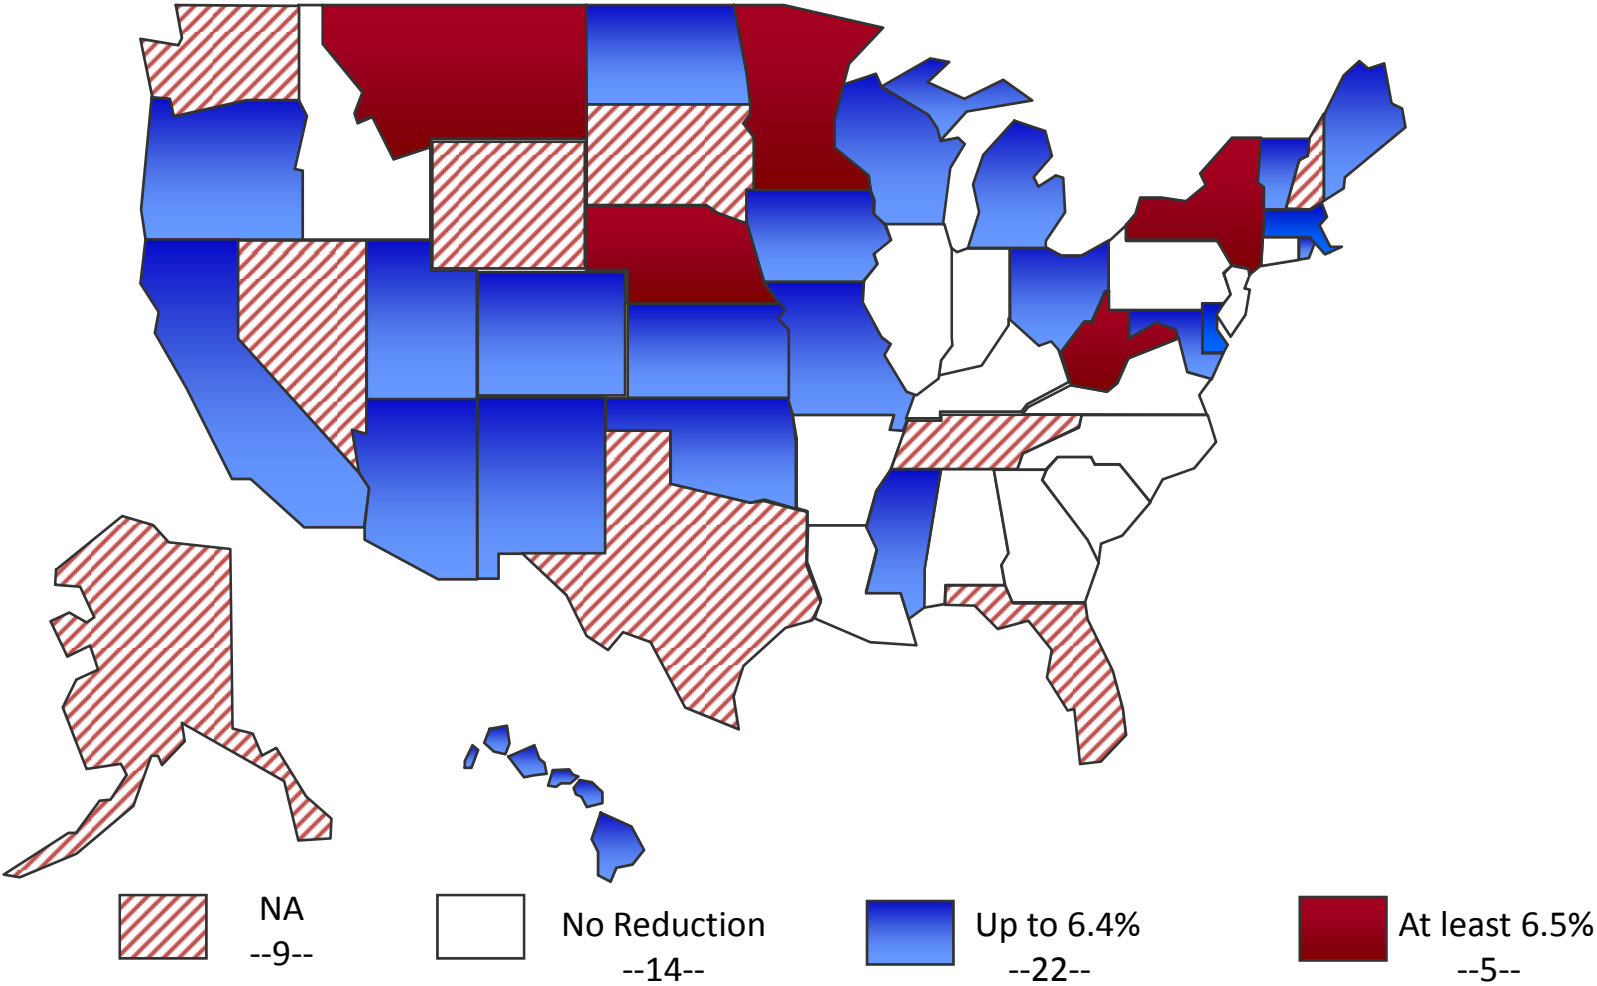 NA
--9--
No Reduction
--14--
Up to 6.4%
--22--
At least 6.5%
--5--